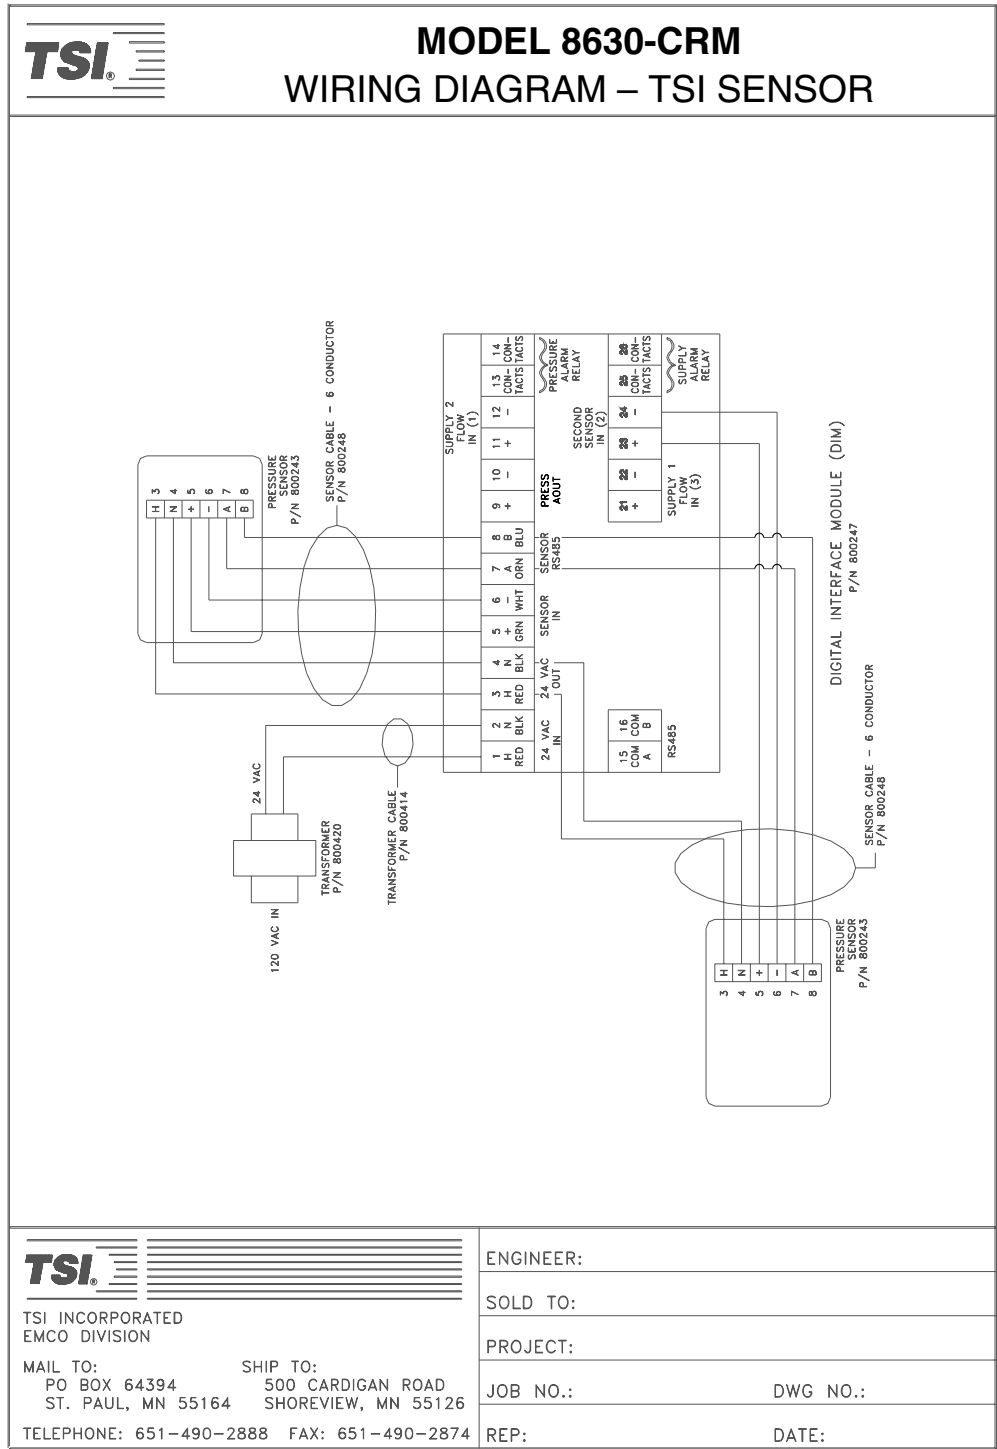 TSI®
MODEL 8630-CRM
WIRING DIAGRAM – TSI SENSOR
SENSOR CABLE - 6 CONDUCTOR
P/N 800248
PRESSURE
SENSOR
P/N 800243
3 4 5 6 7 8
H N + - A B
SUPPLY 2
FLOW
IN (1)
14 CON-
TACTS
13 CON-
TACTS
12 -
11 +
10 -
9 +
8 B BLU
7 A ORN
6 - WHT
5 + GRN
4 N BLK
3 H RED
2 N BLK
1 H RED
PRESSURE
ALARM
RELAY
PRESS
AOUT
SENSOR
RS485
SENSOR
IN
24 VAC
OUT
24 VAC
IN
SECOND
SENSOR
IN (2)
26 CON-
TACTS
25 CON-
TACTS
24 -
23 +
22 -
21 +
SUPPLY
ALARM
RELAY
SUPPLY 1
FLOW
IN (3)
16
COM
B
15
COM
A
RS485
DIGITAL INTERFACE MODULE (DIM)
P/N 800247
24 VAC
TRANSFORMER
P/N 800420
120 VAC IN
TRANSFORMER CABLE
P/N 800414
SENSOR CABLE - 6 CONDUCTOR
P/N 800248
PRESSURE
SENSOR
P/N 800243
H N + - A B
3 4 5 6 7 8
TSI®
TSI INCORPORATED
EMCO DIVISION
MAIL TO:
PO BOX 64394
ST. PAUL, MN 55164
SHIP TO:
500 CARDIGAN ROAD
SHOREVIEW, MN 55126
TELEPHONE: 651-490-2888 FAX: 651-490-2874
ENGINEER:
SOLD TO:
PROJECT:
JOB NO.: DWG NO.:
REP: DATE: